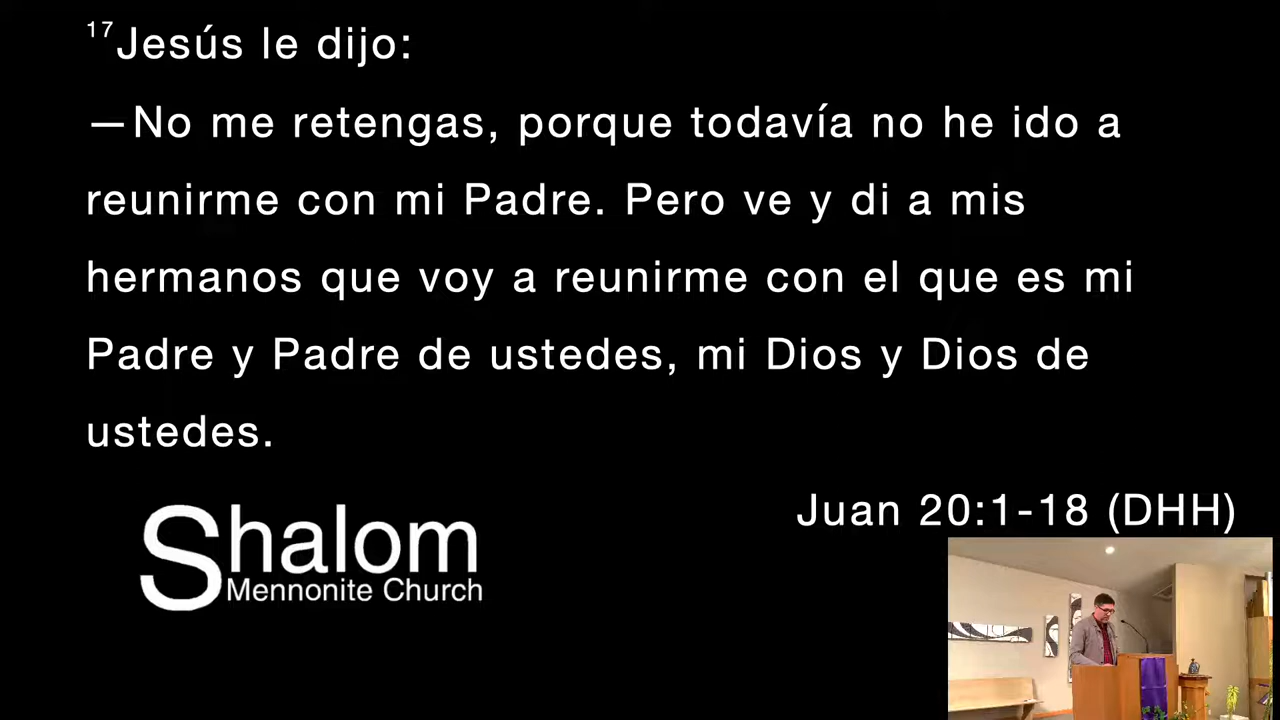 17Jesús le dijo:
—No me retengas, porque todavía no he ido a
reunirme con mi Padre. Pero ve y di a mis
hermanos que voy a reunirme con el que es mi
Padre y Padre de ustedes, mi Dios y Dios de
ustedes.
Juan 20:1-18 (DHH)
Shalom
Mennonite Church